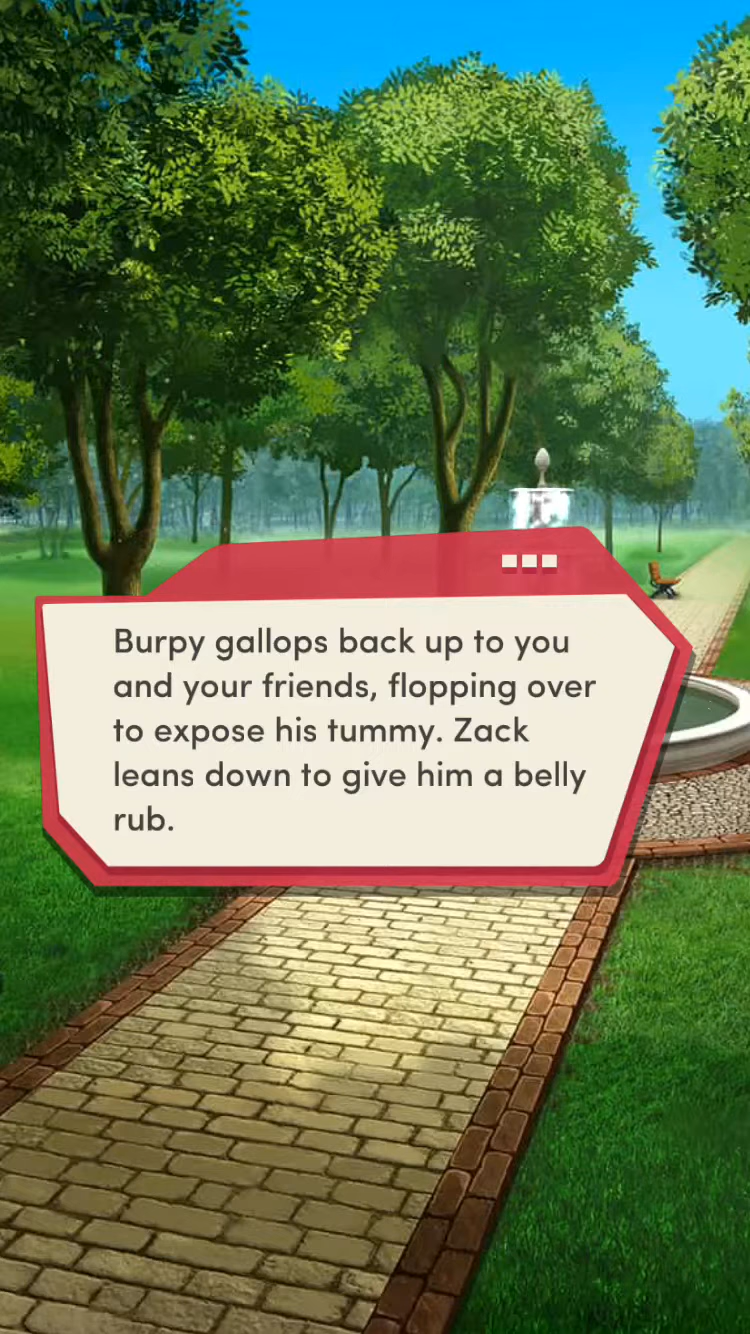 Burpy gallops back up to you
and your friends, flopping over
to expose his tummy. Zack
leans down to give him a belly
rub.